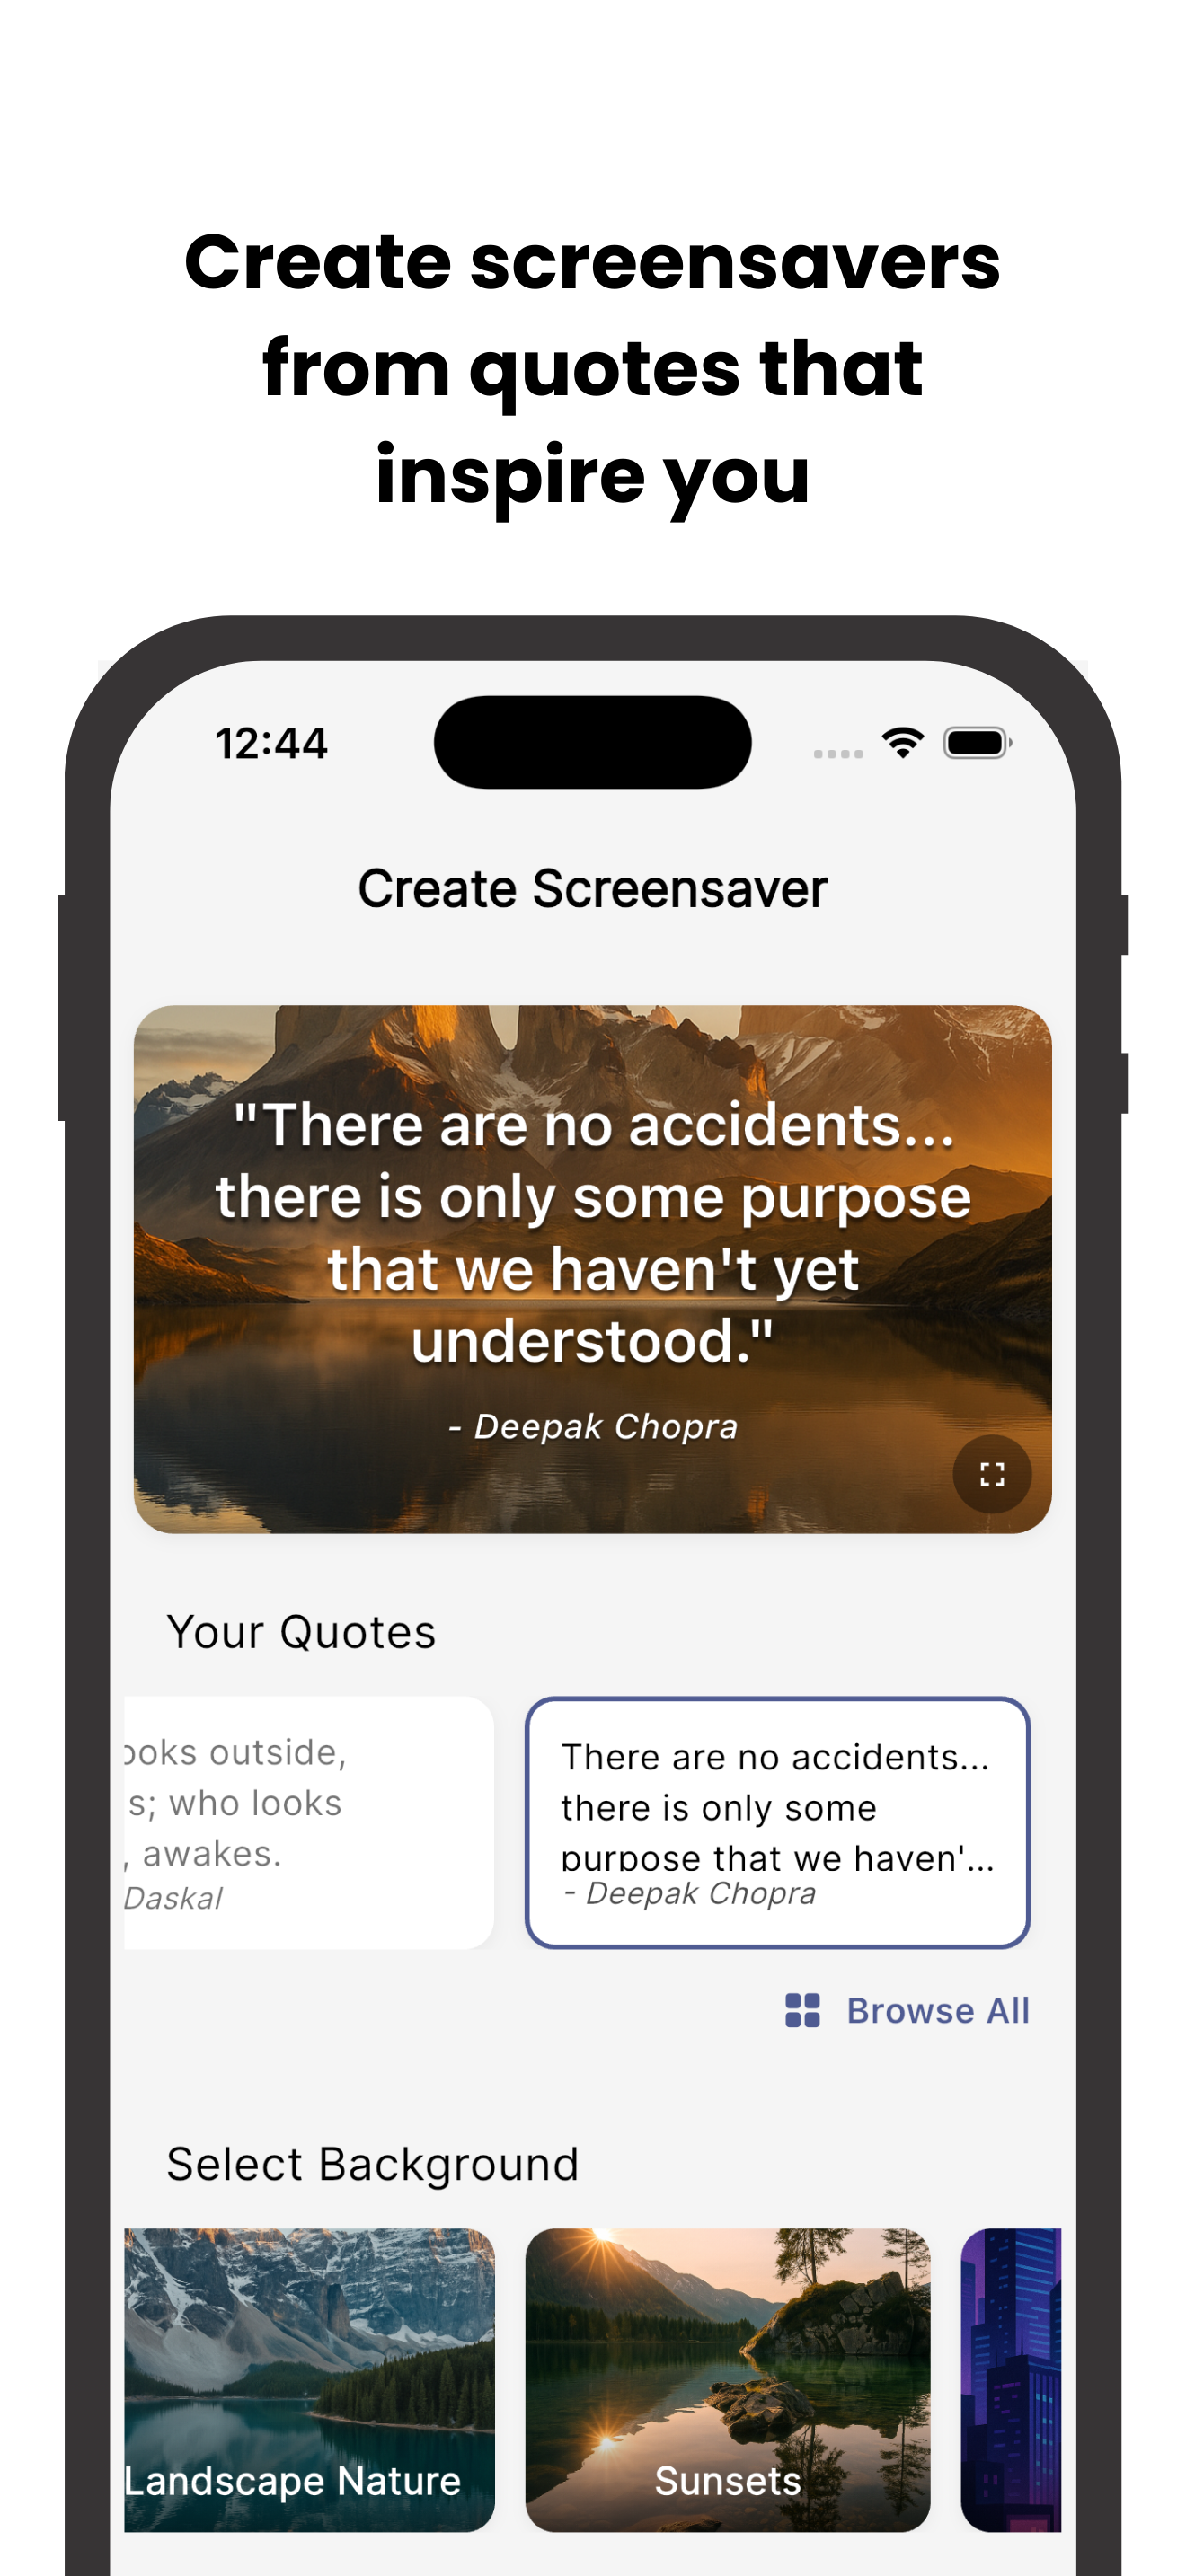 Create screensavers
from quotes that
inspire you
12:44
Create Screensaver
"There are no accidents...
there is only some purpose
that we haven't yet
understood."
- Deepak Chopra
Your Quotes
ooks outside,
s; who looks
, awakes.
Daskal
There are no accidents...
there is only some
purpose that we haven'...
- Deepak Chopra
Browse All
Select Background
Landscape Nature
Sunsets